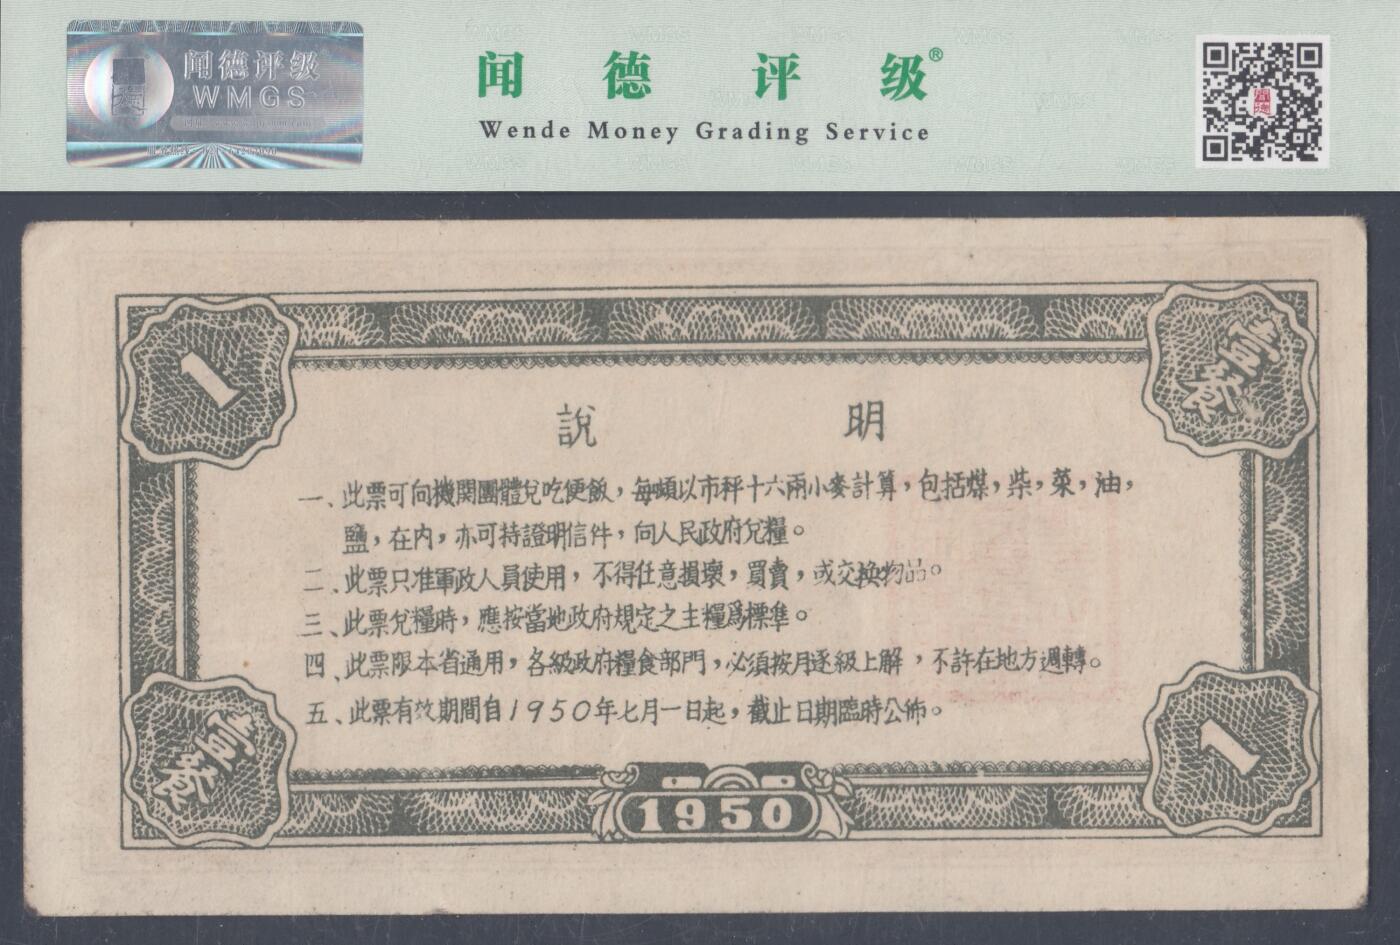 闻德评级
WMGS
闻德评级®
Wende Money Grading Service
1
壹餐
說明
一、此票可向機関團體兌吃便飯，每頓以市秤十六兩小麥計算，包括煤，柴，菜，油，
鹽，在内，亦可持證明信件，向人民政府兌糧。
二、此票只准軍政人員使用，不得任意損壞，買賣，或交換物品。
三、此票兌糧時，應按當地政府規定之主糧爲標準。
四、此票限本省通用，各級政府糧食部門，必須按月逐級上解，不許在地方週轉。
五、此票有效期間自1950年七月一日起，截止日期臨時公佈。
壹餐
1
1950